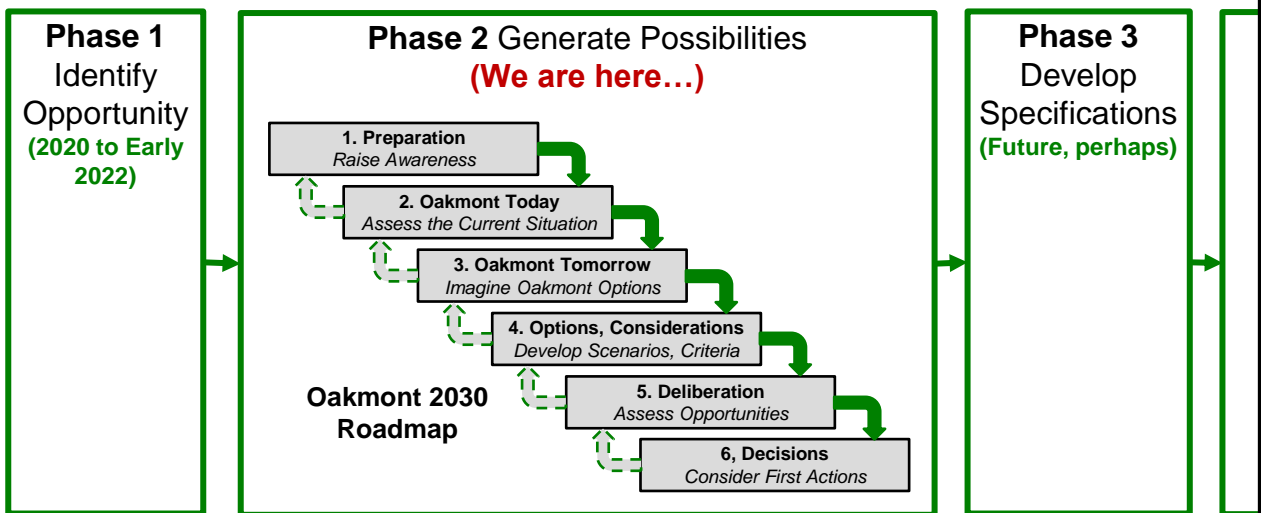 Phase 1
Identify
Opportunity
(2020 to Early
2022)
Phase 2 Generate Possibilities
(We are here…)
1. Preparation
Raise Awareness
2. Oakmont Today
Assess the Current Situation
3. Oakmont Tomorrow
Imagine Oakmont Options
4. Options, Considerations
Develop Scenarios, Criteria
5. Deliberation
Assess Opportunities
6, Decisions
Consider First Actions
Oakmont 2030
Roadmap
Phase 3
Develop
Specifications
(Future, perhaps)